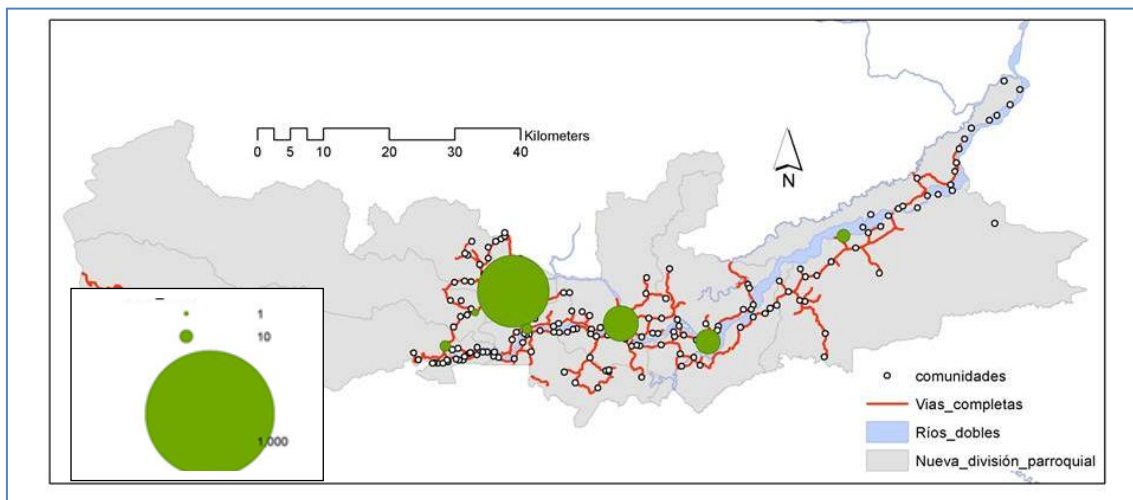 Kilometers
0 5 10 20 30 40
N
1
10
1.000
comunidades
Vias_completas
Ríos_dobles
Nueva_división_parroquial